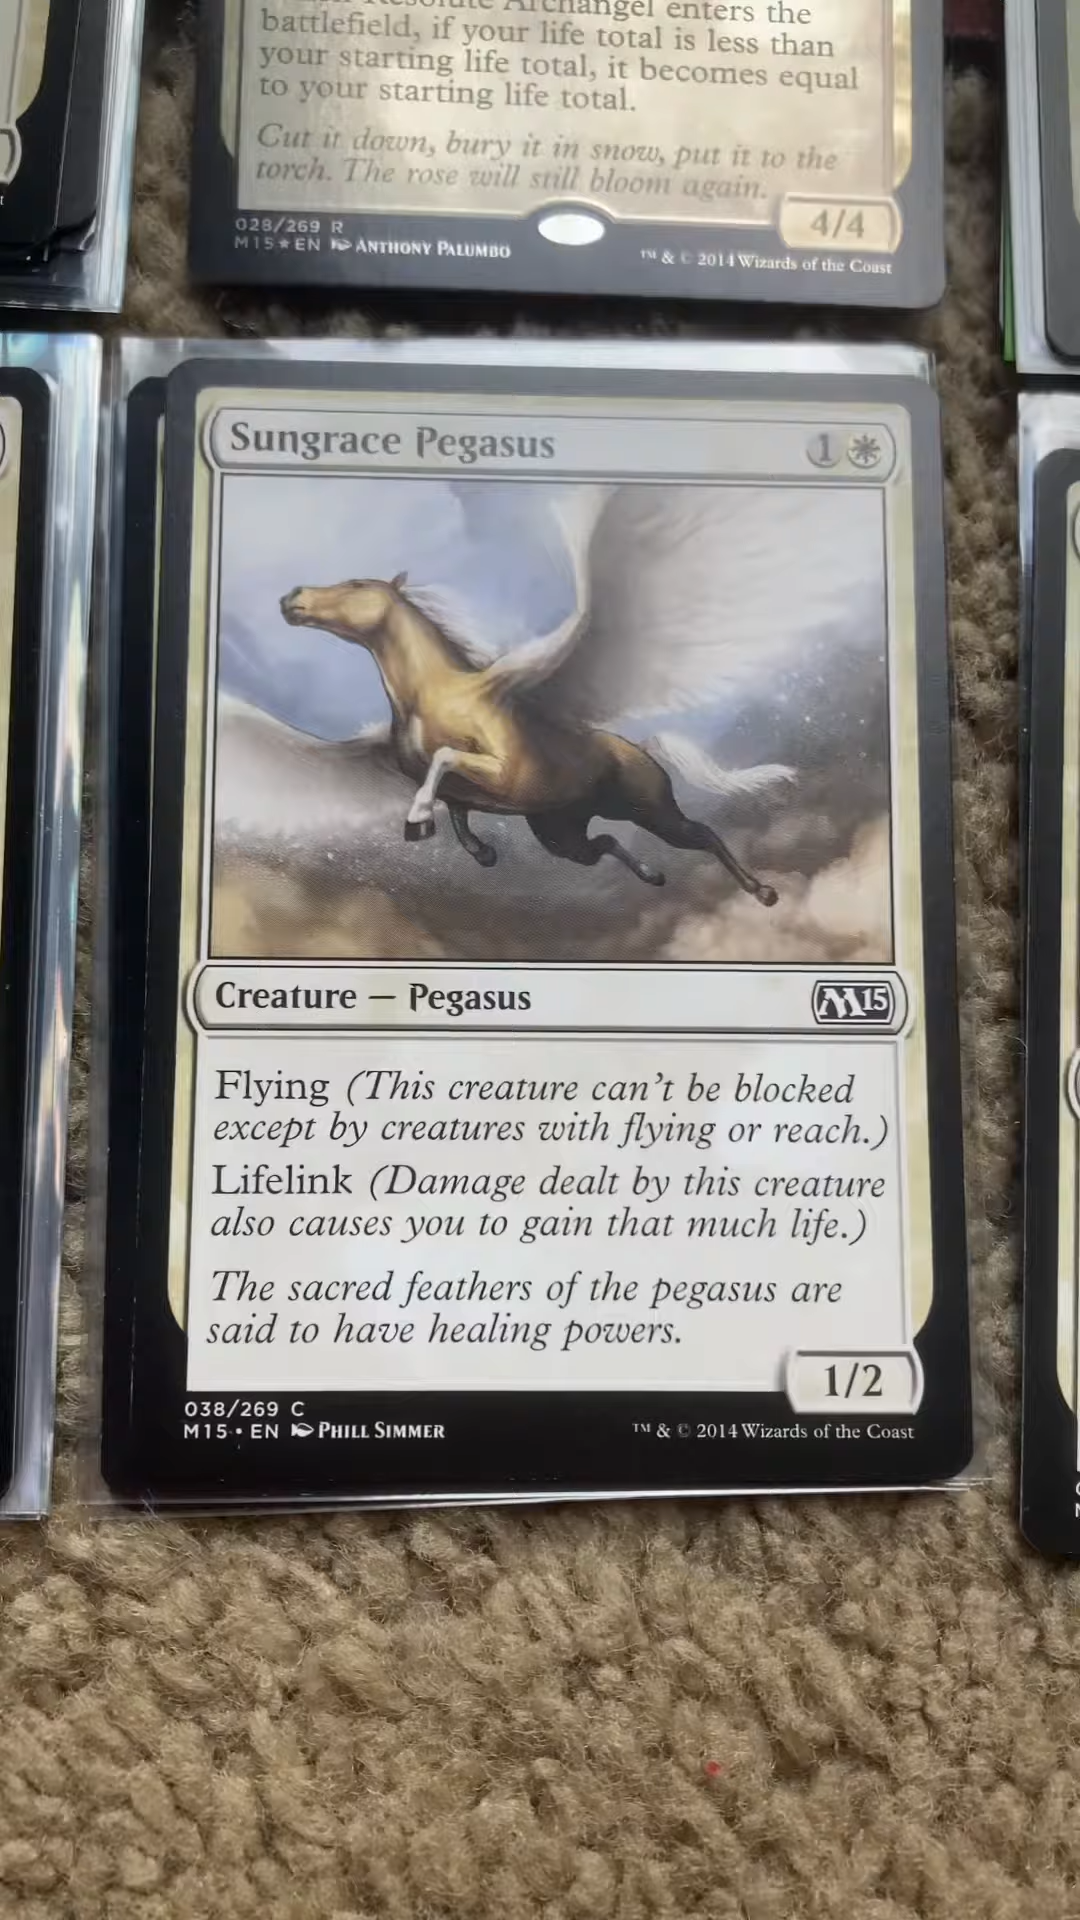 Resolute Archangel enters the
battlefield, if your life total is less than
your starting life total, it becomes equal
to your starting life total.
Cut it down, bury it in snow, put it to the
torch. The rose will still bloom again.
4/4
028/269 R
M15★EN ANTHONY PALUMBO
™ & © 2014 Wizards of the Coast
Sungrace Pegasus
1
Creature — Pegasus
M15
Flying (This creature can't be blocked
except by creatures with flying or reach.)
Lifelink (Damage dealt by this creature
also causes you to gain that much life.)
The sacred feathers of the pegasus are
said to have healing powers.
1/2
038/269 C
M15 • EN PHILL SIMMER
™ & © 2014 Wizards of the Coast